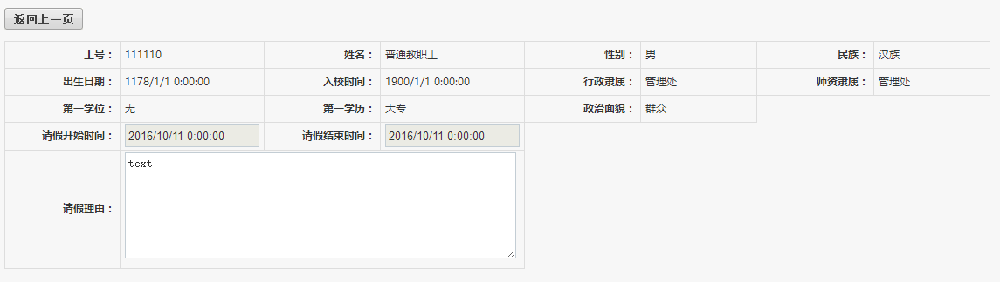 返回上一页
工号： 111110 姓名： 普通教职工 性别： 男 民族： 汉族
出生日期： 1178/1/1 0:00:00 入校时间： 1900/1/1 0:00:00 行政隶属： 管理处 师资隶属： 管理处
第一学位： 无 第一学历： 大专 政治面貌： 群众
请假开始时间： 2016/10/11 0:00:00 请假结束时间： 2016/10/11 0:00:00
text
请假理由：